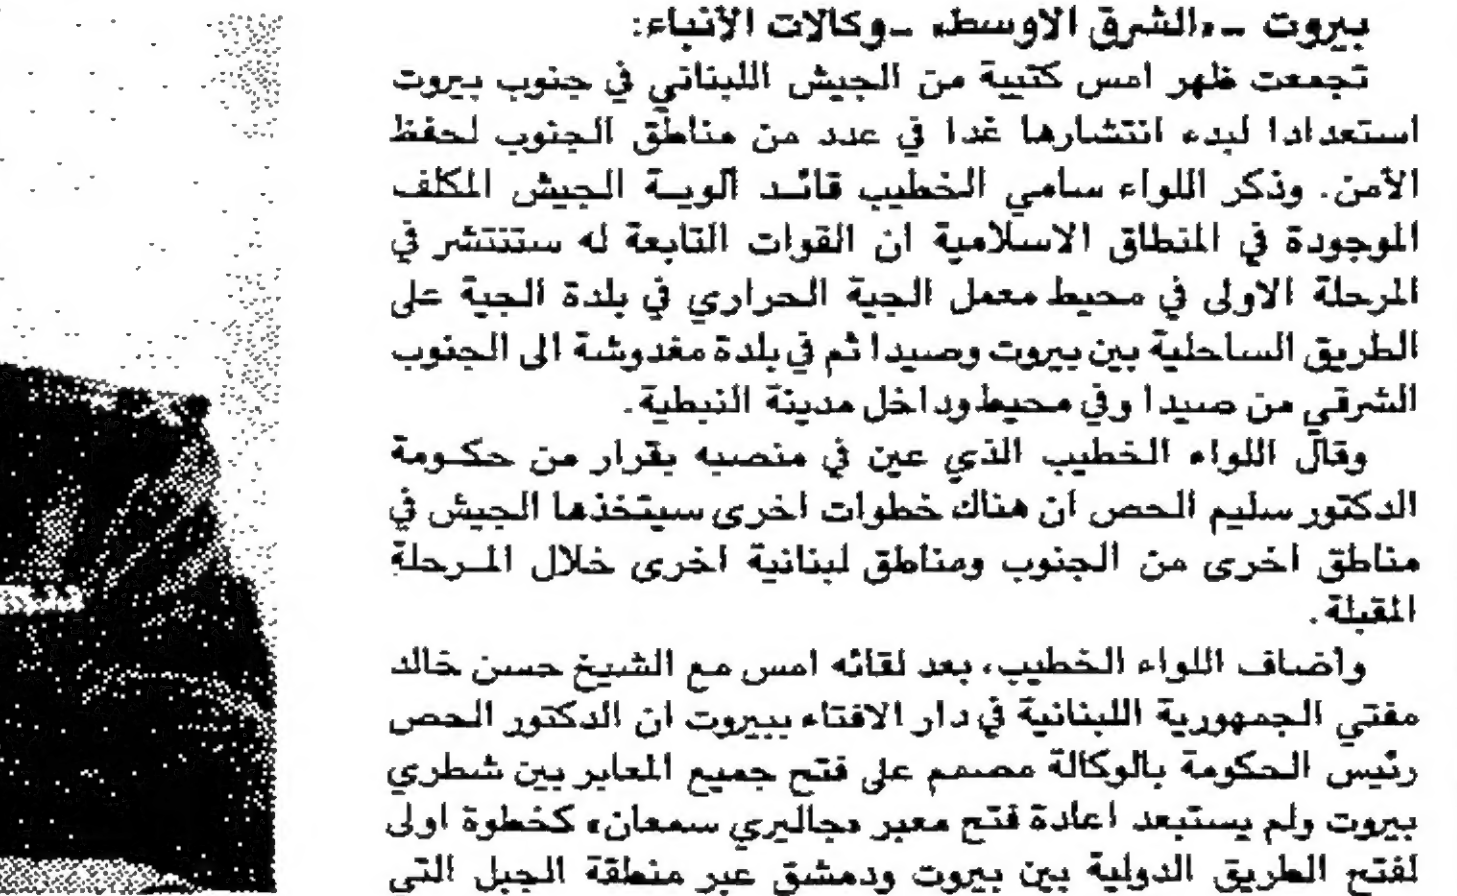 بيروت ـ «الشرق الاوسط» ـ وكالات الأنباء:
تجمعت ظهر امس كتيبة من الجيش اللبناني في جنوب بيروت
استعدادا لبدء انتشارها غدا في عدد من مناطق الجنوب لحفظ
الأمن. وذكر اللواء سامي الخطيب قائد ألوية الجيش المكلف
الموجودة في المنطاق الاسلامية ان القوات التابعة له ستنتشر في
المرحلة الاولى في محيط معمل الجية الحراري في بلدة الجية على
الطريق الساحلية بين بيروت وصيدا ثم في بلدة مغدوشة الى الجنوب
الشرقي من صيدا وفي محيط وداخل مدينة النبطية.
وقال اللواء الخطيب الذي عين في منصبه بقرار من حكومة
الدكتور سليم الحص ان هناك خطوات اخرى سيتخذها الجيش في
مناطق اخرى من الجنوب ومناطق لبنانية اخرى خلال المرحلة
المقبلة.
واضاف اللواء الخطيب، بعد لقائه امس مع الشيخ حسن خالد
مفتي الجمهورية اللبنانية في دار الافتاء ببيروت ان الدكتور الحص
رئيس الحكومة بالوكالة مصمم على فتح جميع المعابر بين شطري
بيروت ولم يستبعد اعادة فتح معبر «جاليري سمعان» كخطوة اولى
لفتح الطريق الدولية بين بيروت ودمشق عبر منطقة الجبل التي